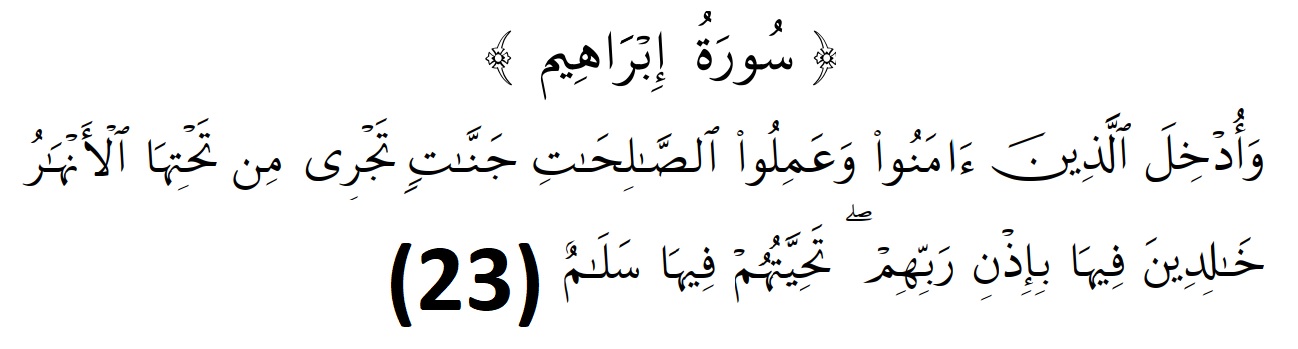 ﴿ سُورَةُ إِبْرَاهِيم ﴾
وَأُدْخِلَ ٱلَّذِينَ ءَامَنُوا۟ وَعَمِلُوا۟ ٱلصَّـٰلِحَـٰتِ جَنَّـٰتٍ تَجْرِى مِن تَحْتِهَا ٱلْأَنْهَـٰرُ
خَـٰلِدِينَ فِيهَا بِإِذْنِ رَبِّهِمْ ۖ تَحِيَّتُهُمْ فِيهَا سَلَـٰمٌ (23)